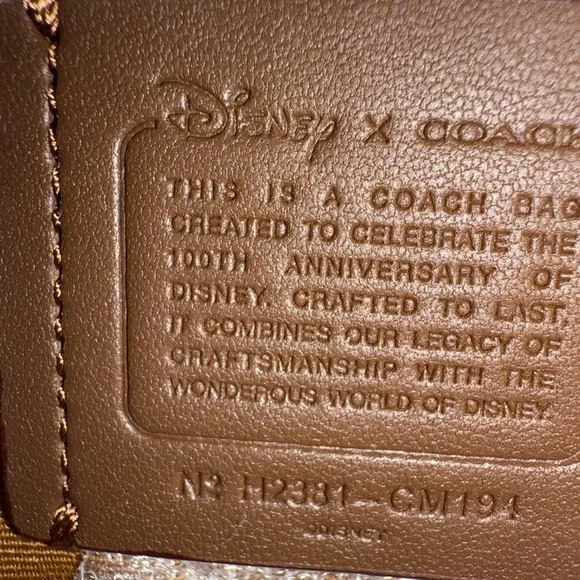 Disney X COACH
THIS IS A COACH BAG
CREATED TO CELEBRATE THE
100TH ANNIVERSARY OF
DISNEY. CRAFTED TO LAST,
IT COMBINES OUR LEGACY OF
CRAFTSMANSHIP WITH THE
WONDEROUS WORLD OF DISNEY.
Nº H2381-CM194
©DISNEY